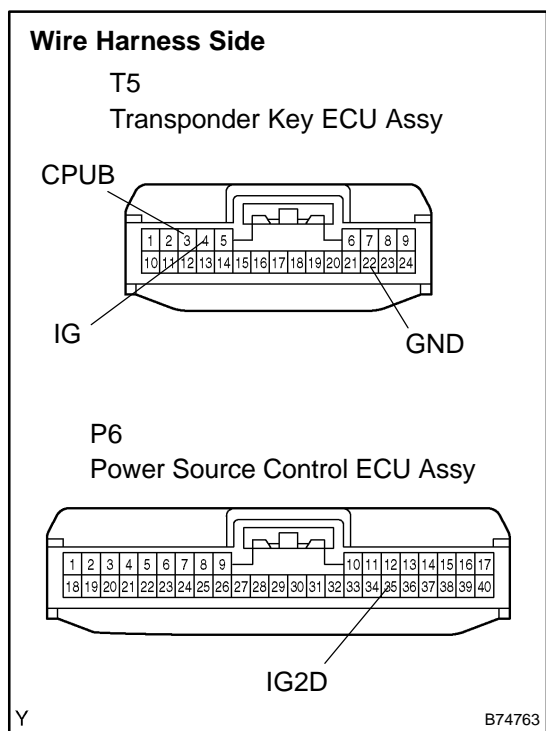 Wire Harness Side
T5
Transponder Key ECU Assy
CPUB
1 2 3 4 5 6 7 8 9
10 11 12 13 14 15 16 17 18 19 20 21 22 23 24
IG
GND
P6
Power Source Control ECU Assy
1 2 3 4 5 6 7 8 9 10 11 12 13 14 15 16 17
18 19 20 21 22 23 24 25 26 27 28 29 30 31 32 33 34 35 36 37 38 39 40
IG2D
Y B74763